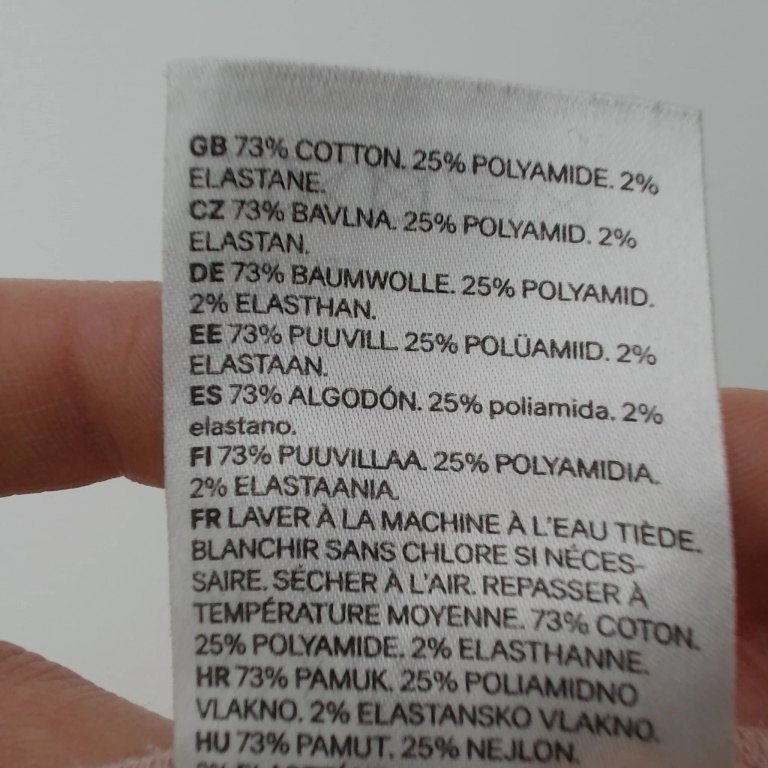 GB 73% COTTON. 25% POLYAMIDE. 2%
ELASTANE.
CZ 73% BAVLNA. 25% POLYAMID. 2%
ELASTAN.
DE 73% BAUMWOLLE. 25% POLYAMID.
2% ELASTHAN.
EE 73% PUUVILL. 25% POLÜAMIID. 2%
ELASTAAN.
ES 73% ALGODÓN. 25% poliamida. 2%
elastano.
FI 73% PUUVILLAA. 25% POLYAMIDIA.
2% ELASTAANIA.
FR LAVER À LA MACHINE À L'EAU TIÈDE.
BLANCHIR SANS CHLORE SI NÉCES-
SAIRE. SÉCHER À L'AIR. REPASSER À
TEMPÉRATURE MOYENNE. 73% COTON.
25% POLYAMIDE. 2% ELASTHANNE.
HR 73% PAMUK. 25% POLIAMIDNO
VLAKNO. 2% ELASTANSKO VLAKNO.
HU 73% PAMUT. 25% NEJLON.